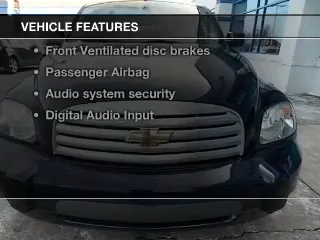 VEHICLE FEATURES
• Front Ventilated disc brakes
• Passenger Airbag
• Audio system security
• Digital Audio Input